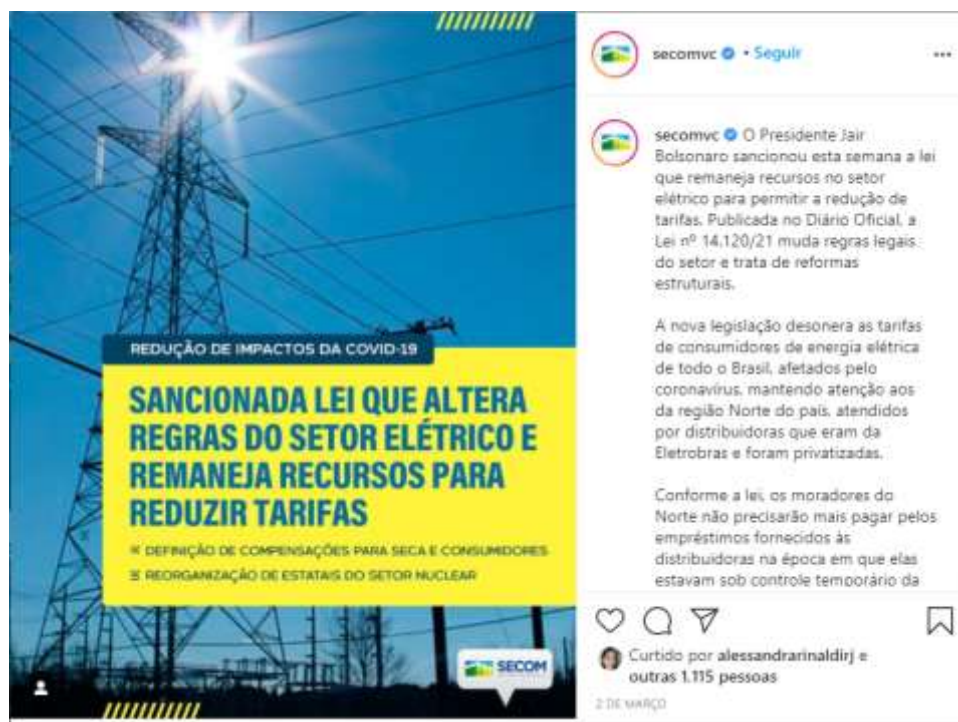 REDUÇÃO DE IMPACTOS DA COVID-19
SANCIONADA LEI QUE ALTERA
REGRAS DO SETOR ELÉTRICO E
REMANEJA RECURSOS PARA
REDUZIR TARIFAS
DEFINIÇÃO DE COMPENSAÇÕES PARA SECA E CONSUMIDORES
REORGANIZAÇÃO DE ESTATAIS DO SETOR NUCLEAR
SECOM
secomvc • Seguir
secomvc O Presidente Jair
Bolsonaro sancionou esta semana a lei
que remaneja recursos no setor
elétrico para permitir a redução de
tarifas. Publicada no Diário Oficial, a
Lei nº 14.120/21 muda regras legais
do setor e trata de reformas
estruturais.
A nova legislação desonera as tarifas
de consumidores de energia elétrica
de todo o Brasil, afetados pelo
coronavírus, mantendo atenção aos
da região Norte do país, atendidos
por distribuidoras que eram da
Eletrobras e foram privatizadas.
Conforme a lei, os moradores do
Norte não precisarão mais pagar pelos
empréstimos fornecidos às
distribuidoras na época em que elas
estavam sob controle temporário da
Curtido por alessandrarinaldirj e
outras 1.115 pessoas
2 DE MARÇO